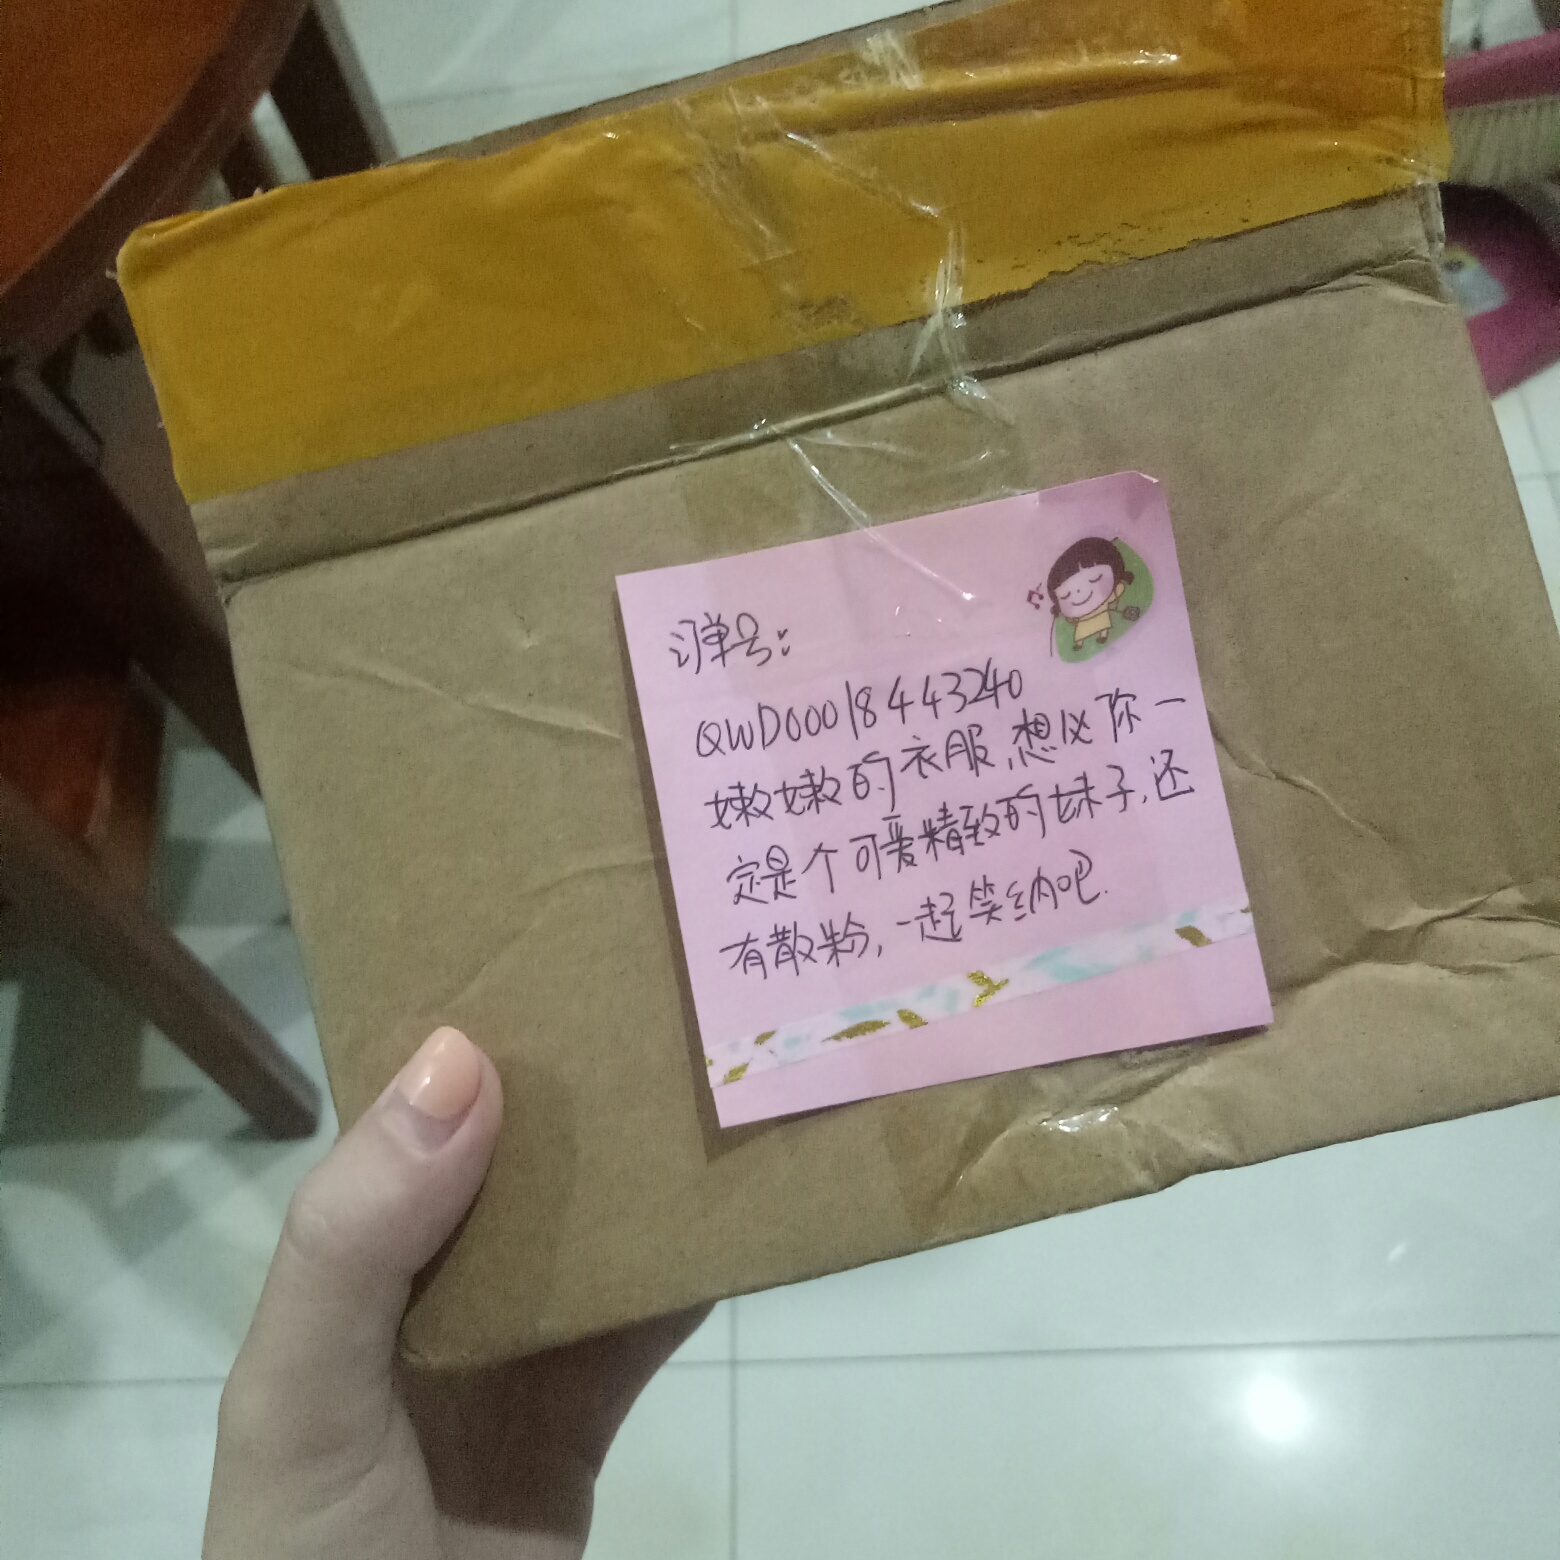 订单号:
QWD00018443240
嫩嫩的衣服,想必你一
定是个可爱精致的妹子,还
有散粉,一起笑纳吧.